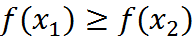 f(x₁) ≥ f(x₂)